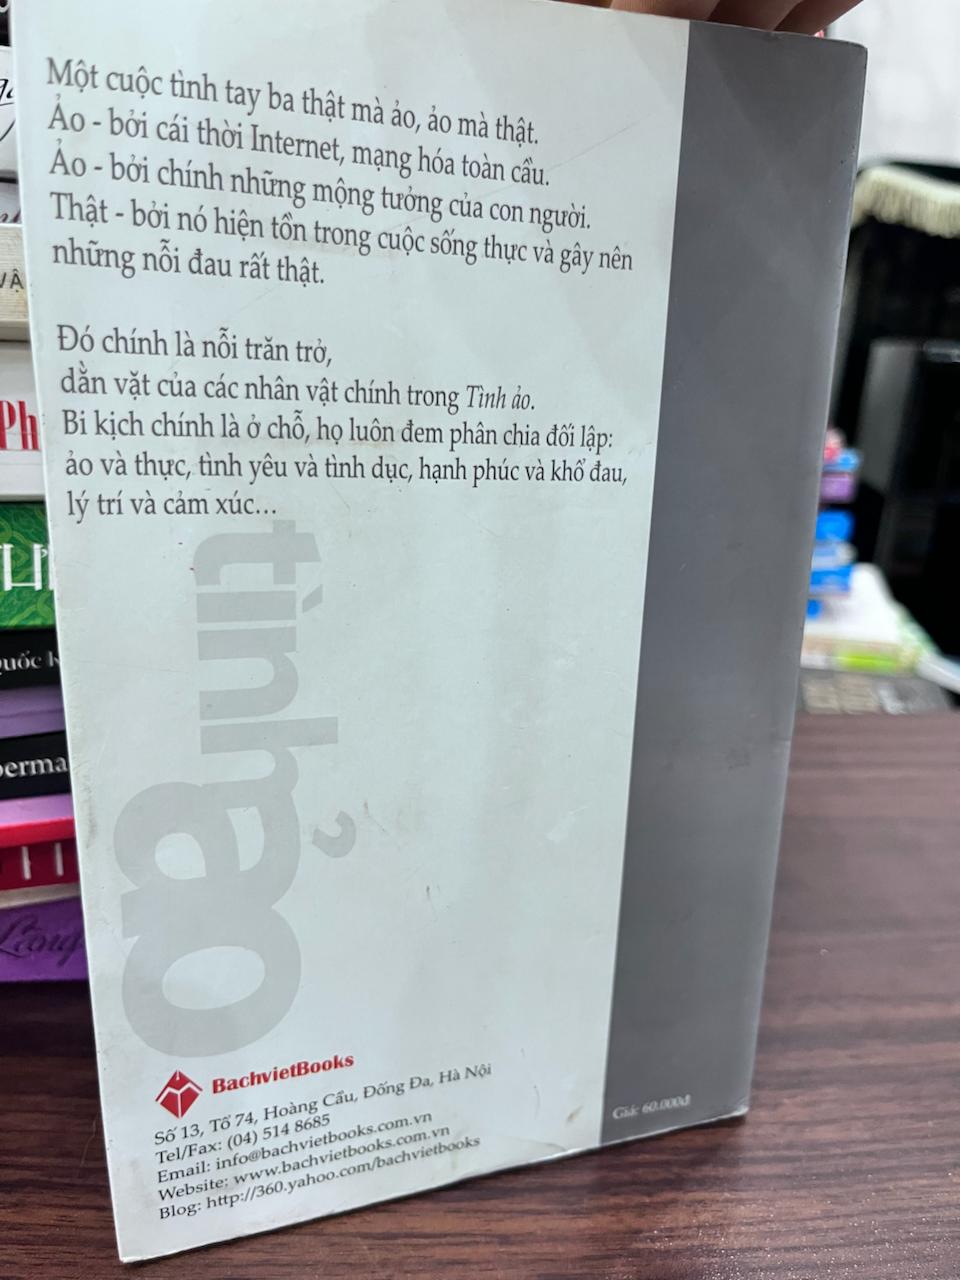 Một cuộc tình tay ba thật mà ảo, ảo mà thật.
Ảo - bởi cái thời Internet, mạng hóa toàn cầu.
Ảo - bởi chính những mộng tưởng của con người.
Thật - bởi nó hiện tồn trong cuộc sống thực và gây nên
những nỗi đau rất thật.
Đó chính là nỗi trăn trở,
dằn vặt của các nhân vật chính trong Tình ảo.
Bi kịch chính là ở chỗ, họ luôn đem phân chia đối lập:
ảo và thực, tình yêu và tình dục, hạnh phúc và khổ đau,
lý trí và cảm xúc...
tình
ảo
BachvietBooks
Số 13, Tổ 74, Hoàng Cầu, Đống Đa, Hà Nội
Tel/Fax: (04) 514 8685
Email: info@bachvietbooks.com.vn
Website: www.bachvietbooks.com.vn
Blog: http://360.yahoo.com/bachvietbooks
Giá: 60.000đ
Ph